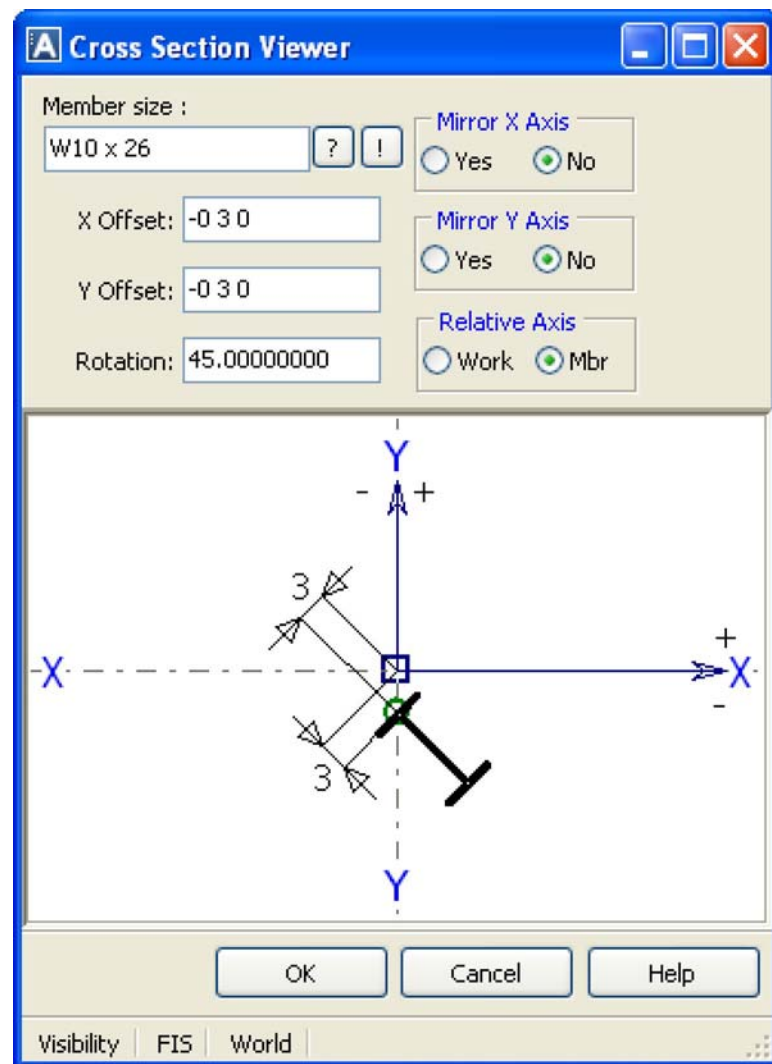 A Cross Section Viewer
Member size :
W10 x 26 ? !
X Offset: -0 3 0
Y Offset: -0 3 0
Rotation: 45.00000000
Mirror X Axis
Yes No
Mirror Y Axis
Yes No
Relative Axis
Work Mbr
Y
- +
3
+
X X
-
3
Y
OK Cancel Help
Visibility FIS World